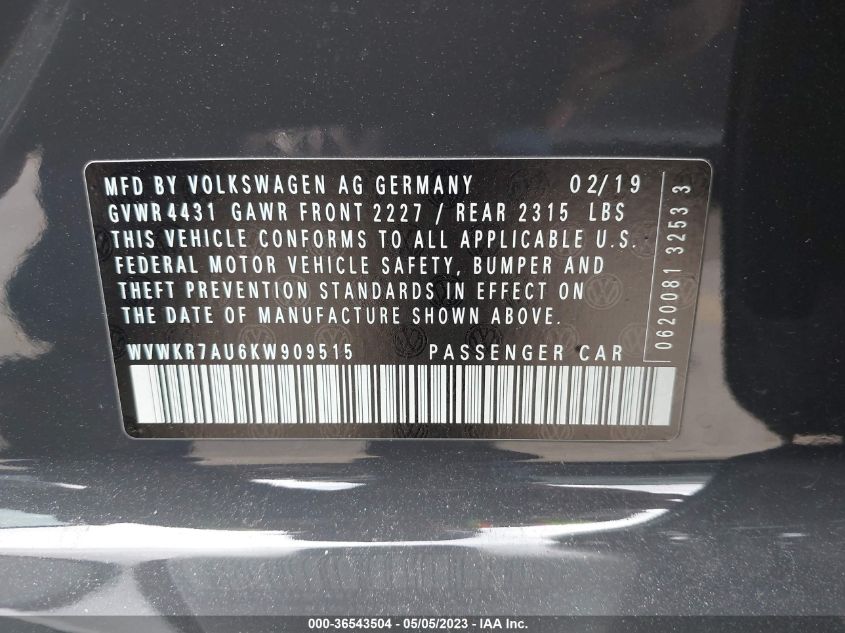 MFD BY VOLKSWAGEN AG GERMANY 02/19
GVWR 4431 GAWR FRONT 2227 / REAR 2315 LBS
THIS VEHICLE CONFORMS TO ALL APPLICABLE U.S.
FEDERAL MOTOR VEHICLE SAFETY, BUMPER AND
THEFT PREVENTION STANDARDS IN EFFECT ON
THE DATE OF MANUFACTURE SHOWN ABOVE.
WVWKR7AU6KW909515 PASSENGER CAR
0620081 32533
000-36543504 - 05/05/2023 - IAA Inc.